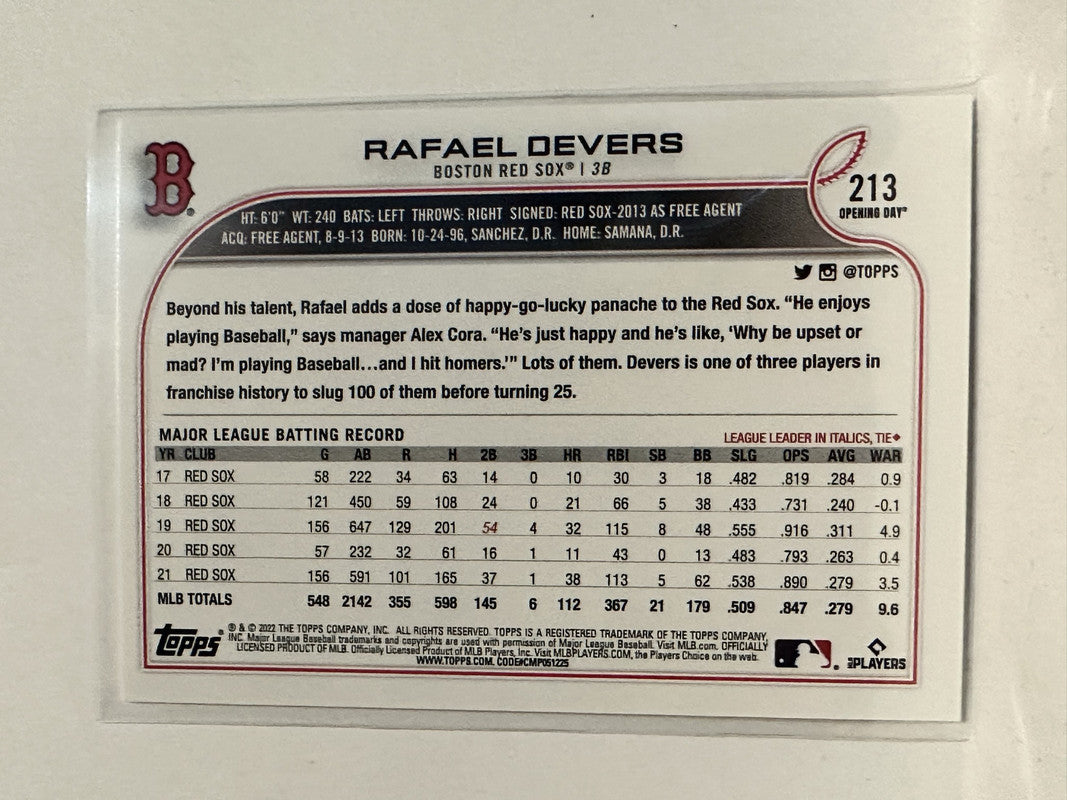 B
RAFAEL DEVERS
BOSTON RED SOX® | 3B
213
OPENING DAY®
HT: 6'0" WT: 240 BATS: LEFT THROWS: RIGHT SIGNED: RED SOX-2013 AS FREE AGENT
ACQ: FREE AGENT, 8-9-13 BORN: 10-24-96, SANCHEZ, D.R. HOME: SAMANA, D.R.
@TOPPS
Beyond his talent, Rafael adds a dose of happy-go-lucky panache to the Red Sox. “He enjoys
playing Baseball,” says manager Alex Cora. “He’s just happy and he’s like, ‘Why be upset or
mad? I’m playing Baseball...and I hit homers.’” Lots of them. Devers is one of three players in
franchise history to slug 100 of them before turning 25.
MAJOR LEAGUE BATTING RECORD LEAGUE LEADER IN ITALICS, TIE◆
YR CLUB G AB R H 2B 3B HR RBI SB BB SLG OPS AVG WAR
17 RED SOX 58 222 34 63 14 0 10 30 3 18 .482 .819 .284 0.9
18 RED SOX 121 450 59 108 24 0 21 66 5 38 .433 .731 .240 -0.1
19 RED SOX 156 647 129 201 54 4 32 115 8 48 .555 .916 .311 4.9
20 RED SOX 57 232 32 61 16 1 11 43 0 13 .483 .793 .263 0.4
21 RED SOX 156 591 101 165 37 1 38 113 5 62 .538 .890 .279 3.5
MLB TOTALS 548 2142 355 598 145 6 112 367 21 179 .509 .847 .279 9.6
topps®
® & © 2022 THE TOPPS COMPANY, INC. ALL RIGHTS RESERVED. TOPPS IS A REGISTERED TRADEMARK OF THE TOPPS COMPANY,
INC. Major League Baseball trademarks and copyrights are used with permission of Major League Baseball. Visit MLB.com. OFFICIALLY
LICENSED PRODUCT OF MLB. Officially Licensed Product of MLB Players, Inc. Visit MLBPLAYERS.COM, the Players Choice on the web.
WWW.TOPPS.COM. CODE#CMP051225
MLB PLAYERS